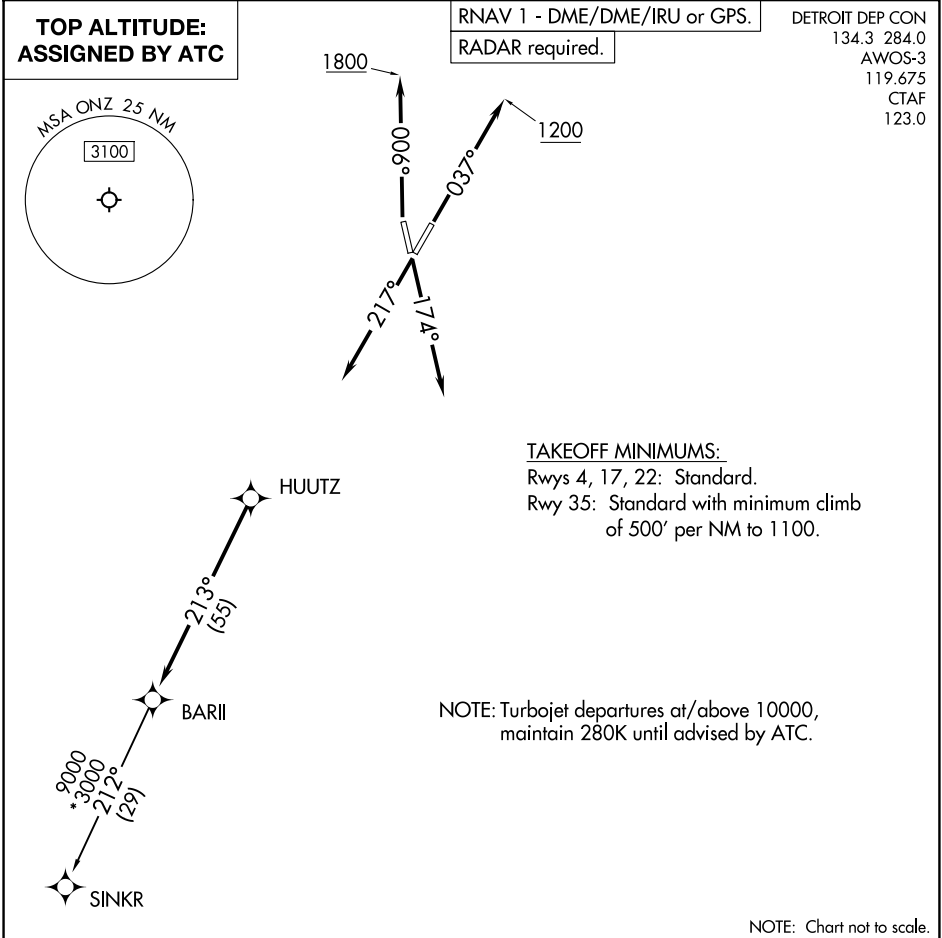 TOP ALTITUDE:
ASSIGNED BY ATC
RNAV 1 - DME/DME/IRU or GPS.
RADAR required.
DETROIT DEP CON
134.3 284.0
AWOS-3
119.675
CTAF
123.0
MSA ONZ 25 NM
3100
1800
1200
006°
037°
217°
174°
TAKEOFF MINIMUMS:
Rwys 4, 17, 22: Standard.
Rwy 35: Standard with minimum climb
of 500' per NM to 1100.
HUUTZ
213°
(55)
BARII
NOTE: Turbojet departures at/above 10000,
maintain 280K until advised by ATC.
9000
*3000
212°
(29)
SINKR
NOTE: Chart not to scale.